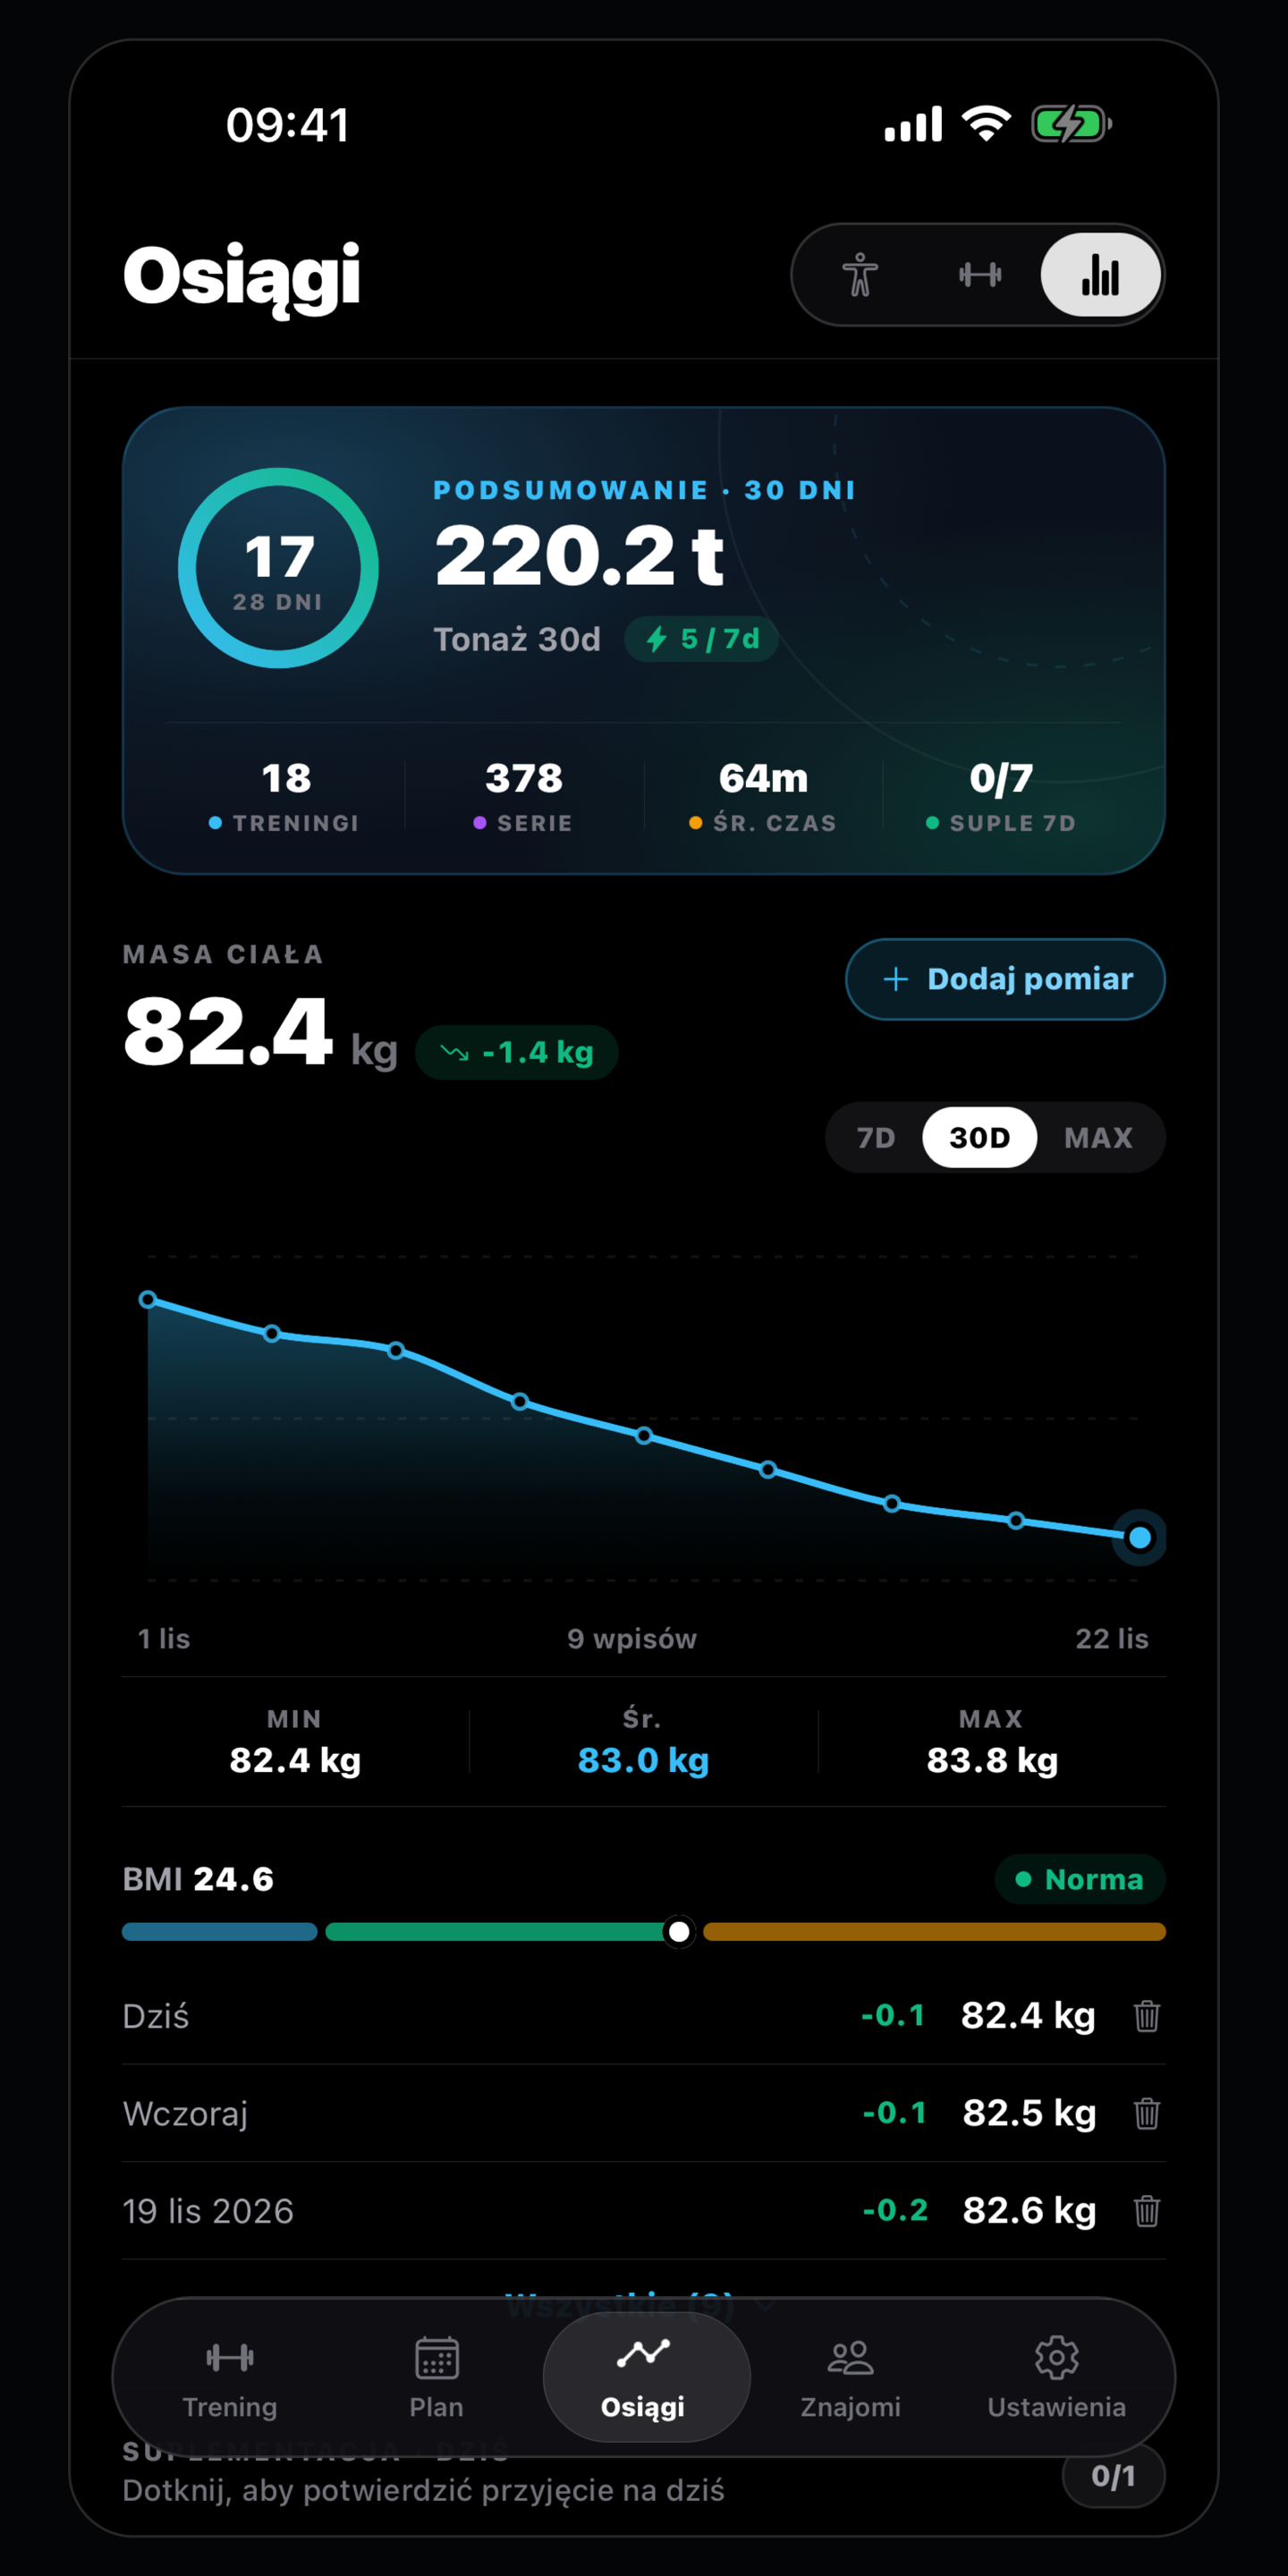 09:41
Osiągi
PODSUMOWANIE · 30 DNI
17
28 DNI
220.2 t
Tonaż 30d
5 / 7d
18
378
64m
0/7
TRENINGI
SERIE
ŚR. CZAS
SUPLE 7D
MASA CIAŁA
+ Dodaj pomiar
82.4 kg
-1.4 kg
7D
30D
MAX
1 lis
9 wpisów
22 lis
MIN
Śr.
MAX
82.4 kg
83.0 kg
83.8 kg
BMI 24.6
Norma
Dziś
-0.1
82.4 kg
Wczoraj
-0.1
82.5 kg
19 lis 2026
-0.2
82.6 kg
Wszystkie (9)
Trening
Plan
Osiągi
Znajomi
Ustawienia
SUPLEMENTACJA · DZIŚ
Dotknij, aby potwierdzić przyjęcie na dziś
0/1